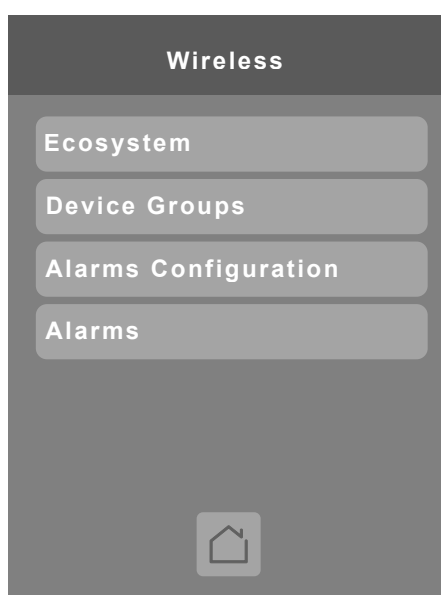 Wireless
Ecosystem
Device Groups
Alarms Configuration
Alarms